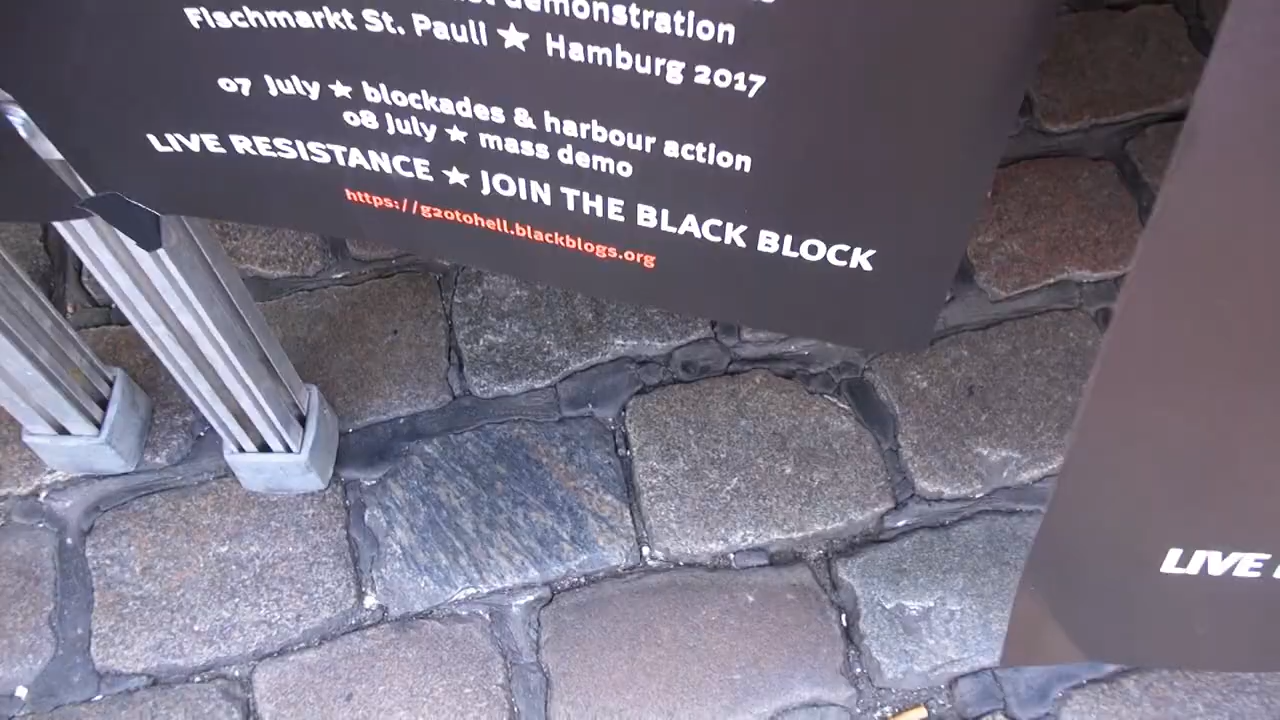 demonstration
Fischmarkt St. Pauli ★ Hamburg 2017
07 July ★ blockades & harbour action
08 July ★ mass demo
LIVE RESISTANCE ★ JOIN THE BLACK BLOCK
https://g20tohell.blackblogs.org
LIVE